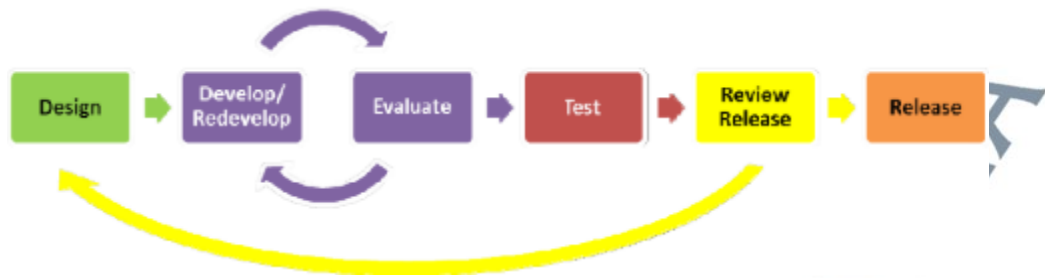 Design
Develop/
Redevelop
Evaluate
Test
Review
Release
Release